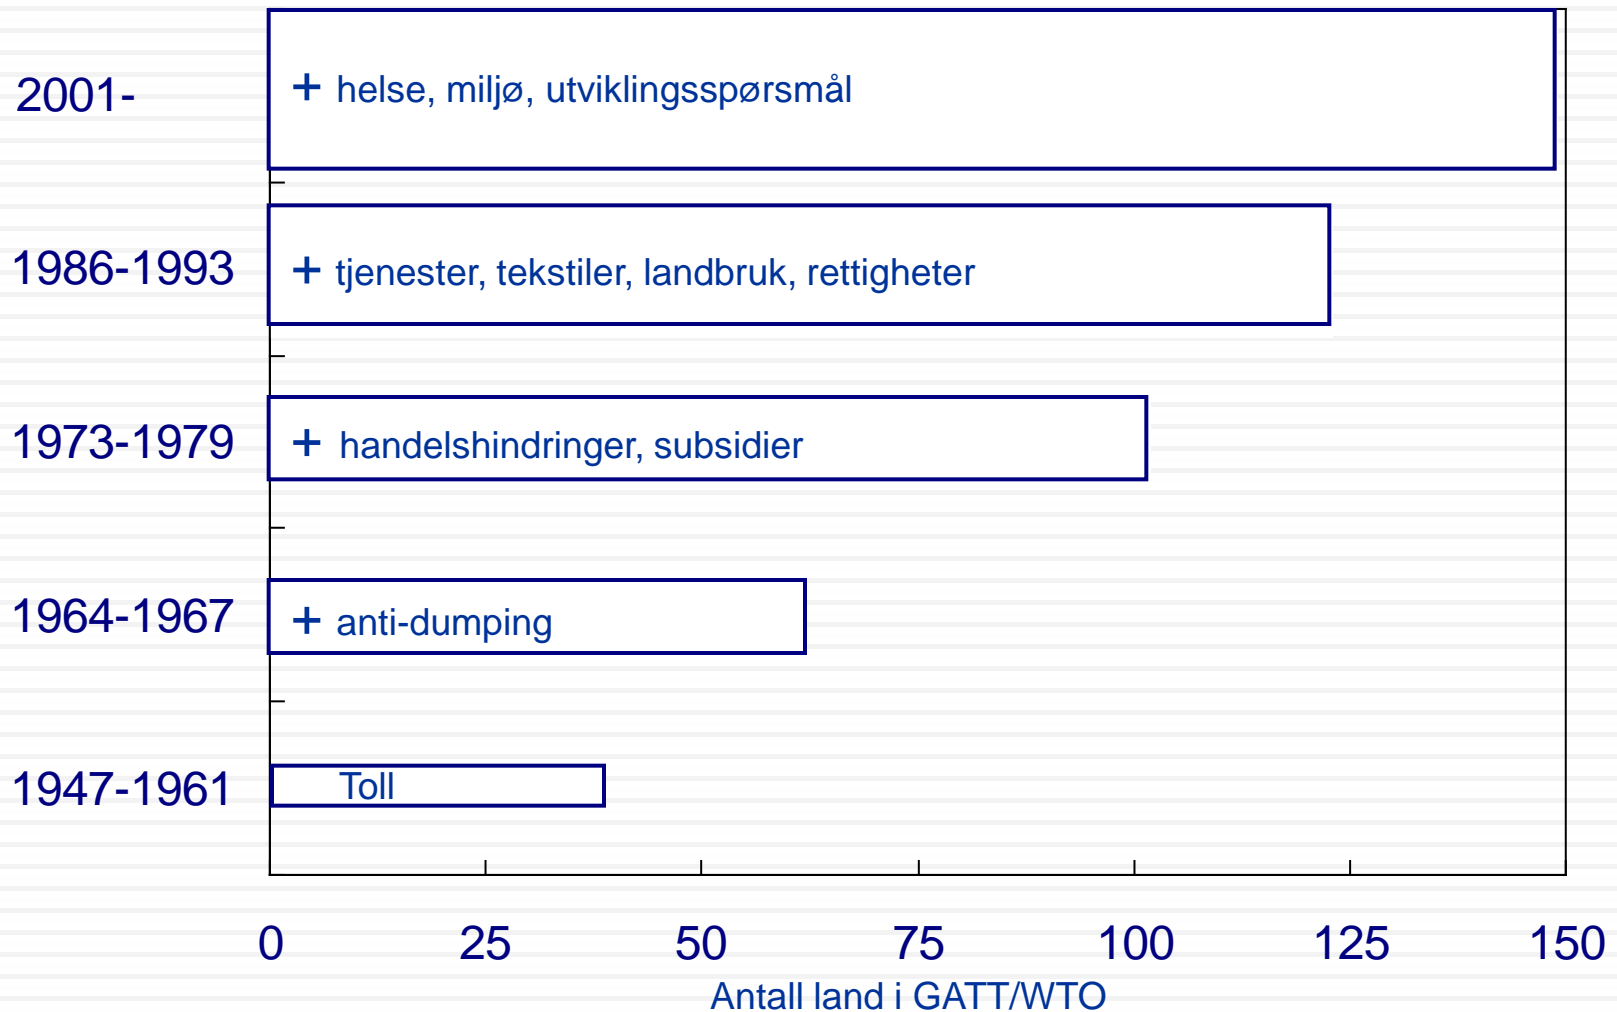 2001-
+ helse, miljø, utviklingsspørsmål
1986-1993
+ tjenester, tekstiler, landbruk, rettigheter
1973-1979
+ handelshindringer, subsidier
1964-1967
+ anti-dumping
1947-1961
Toll
0 25 50 75 100 125 150
Antall land i GATT/WTO